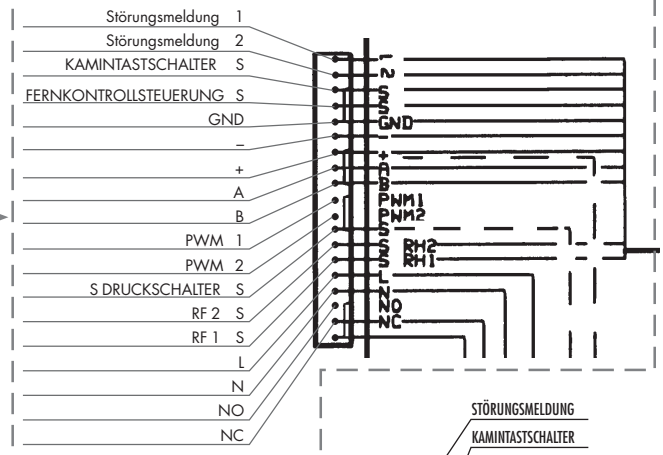 Störungsmeldung 1
Störungsmeldung 2
KAMINTASTSCHALTER S
FERNKONTROLLSTEUERUNG S
GND
–
+
A
B
PWM 1
PWM 2
S DRUCKSCHALTER S
RF 2 S
RF 1 S
L
N
NO
NC
1
2
S
S
GND
-
+
A
B
PWM1
PWM2
S
S RH2
S RH1
L
N
NO
NC
STÖRUNGSMELDUNG
KAMINTASTSCHALTER